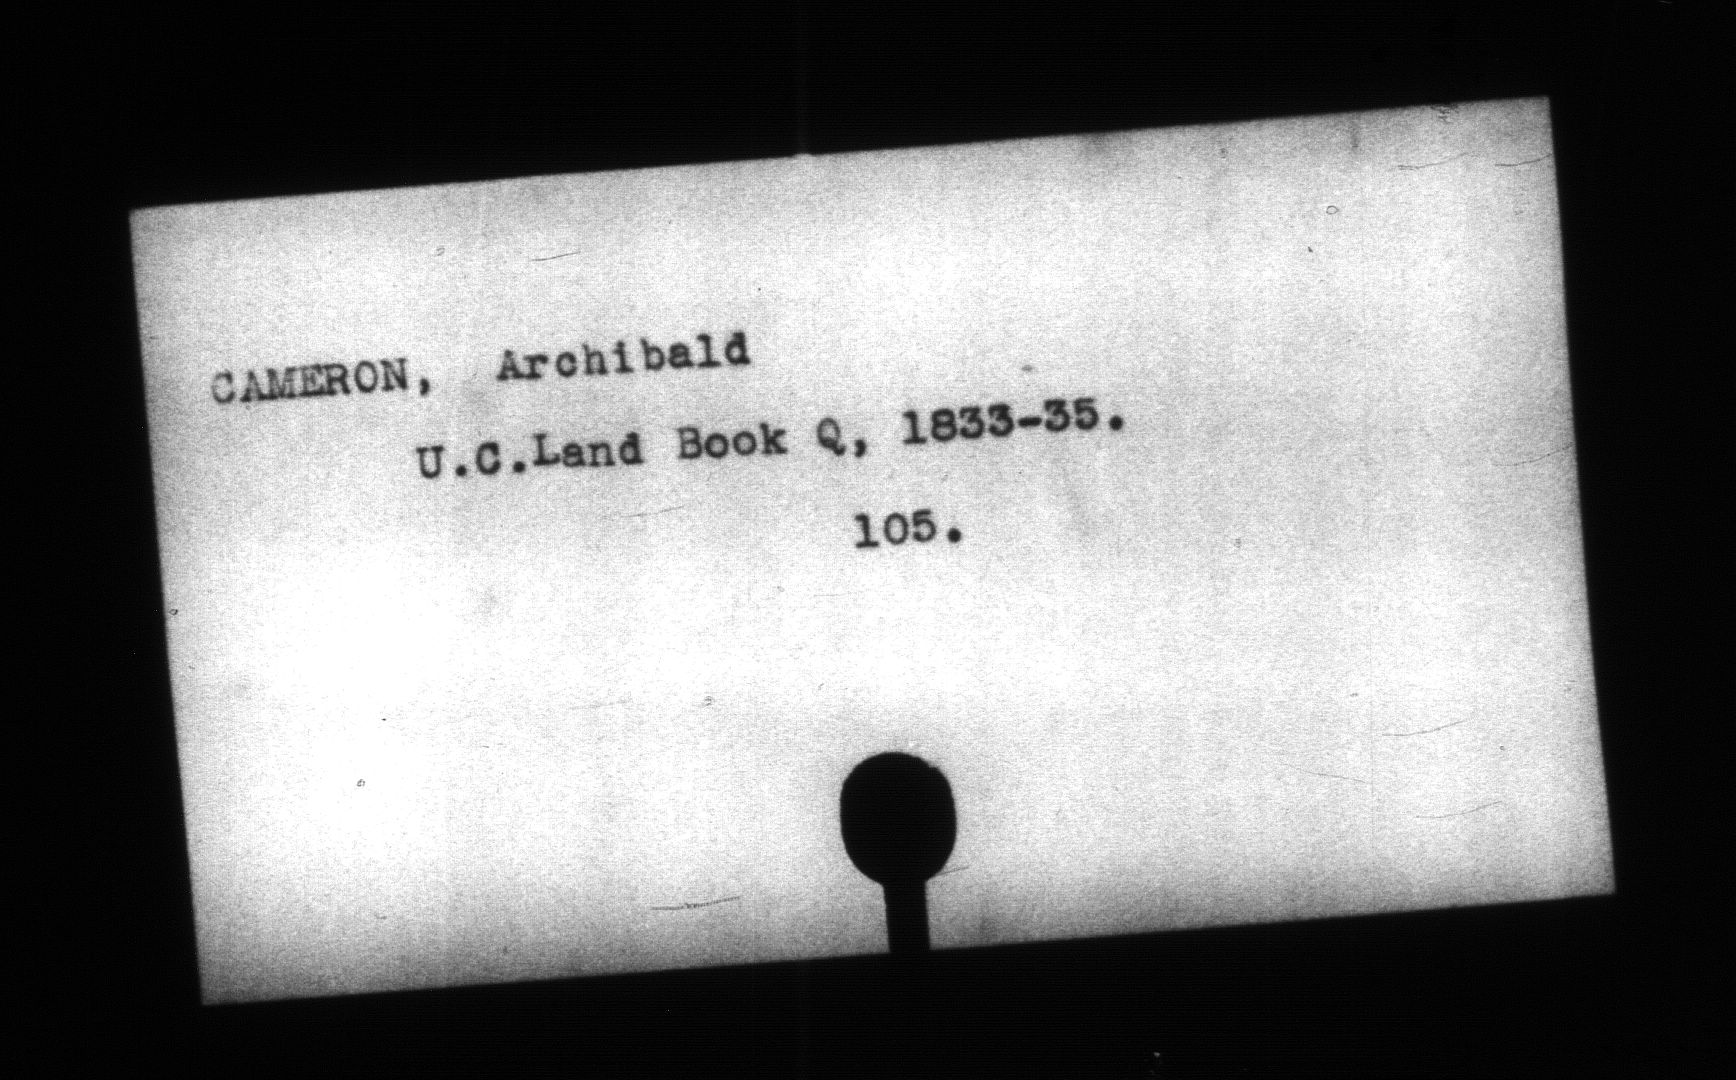 CAMERON, Archibald
U.C.Land Book Q, 1833-35.
105.